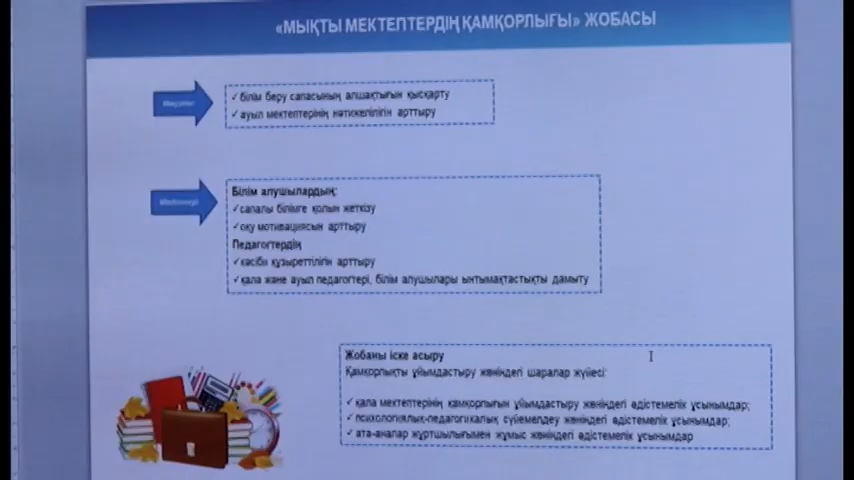 «МЫҚТЫ МЕКТЕПТЕРДІҢ ҚАМҚОРЛЫҒЫ» ЖОБАСЫ
Мақсаты
✓білім беру сапасының алшақтығын қысқарту
✓ауыл мектептерінің нәтижелілігін арттыру
Білім алушылардың:
✓сапалы білімге қолын жеткізу
✓оқу мотивациясын арттыру
Педагогтердің
✓кәсіби құзыреттілігін арттыру
✓қала және ауыл педагогтері, білім алушылары ынтымақтастықты дамыту
Жобаны іске асыру
Қамқорлықты ұйымдастыру жөніндегі шаралар жүйесі:
✓қала мектептерінің қамқорлығын ұйымдастыру жөніндегі әдістемелік ұсынымдар;
✓психологиялық-педагогикалық сүйемелдеу жөніндегі әдістемелік ұсынымдар;
✓ата-аналар жұртшылығымен жұмыс жөніндегі әдістемелік ұсынымдар